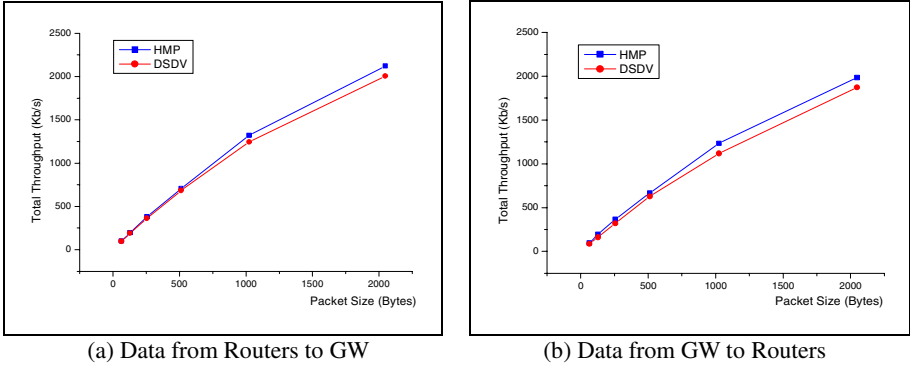 2500
2000
1500
1000
500
0
Total Throughput (Kb/s)
HMP
DSDV
0 500 1000 1500 2000
Packet Size (Bytes)
(a) Data from Routers to GW
2500
2000
1500
1000
500
0
Total Throughput (Kb/s)
HMP
DSDV
0 500 1000 1500 2000
Packet Size (Bytes)
(b) Data from GW to Routers